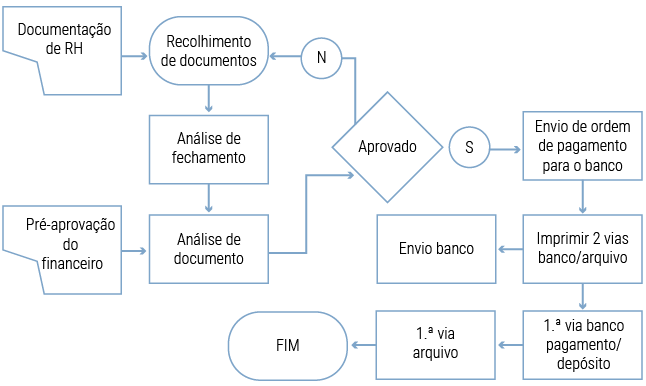 Documentação
de RH
Recolhimento
de documentos
N
Análise de
fechamento
Aprovado
S
Envio de ordem
de pagamento
para o banco
Pré-aprovação
do
financeiro
Análise de
documento
Envio banco
Imprimir 2 vias
banco/arquivo
FIM
1.ª via
arquivo
1.ª via banco
pagamento/
depósito